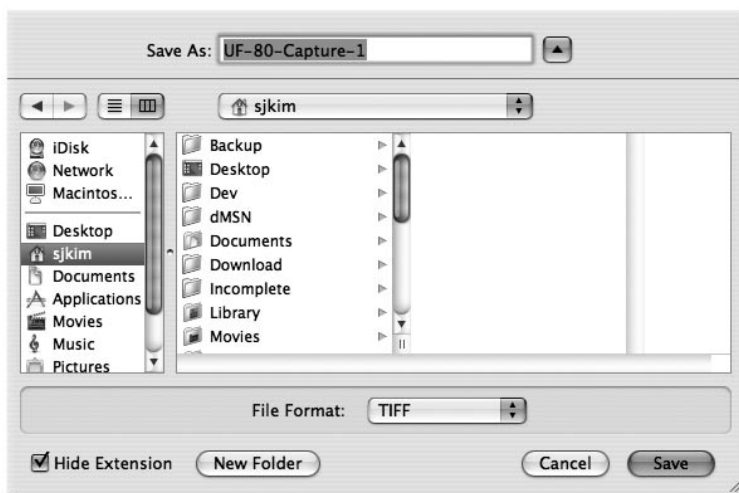 Save As: UF-80-Capture-1
sjkim
iDisk
Network
Macintos...
Desktop
sjkim
Documents
Applications
Movies
Music
Pictures
Backup
Desktop
Dev
dMSN
Documents
Download
Incomplete
Library
Movies
File Format: TIFF
Hide Extension
New Folder
Cancel
Save